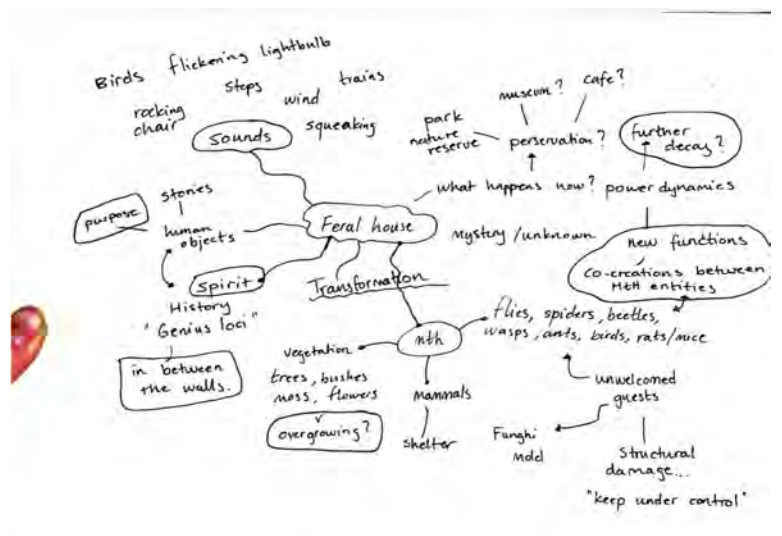 Birds flickering lightbulb
steps
trains
rocking
chair
wind
squeaking
sounds
museum?
cafe?
park
nature
reserve
perservation?
further
decay?
what happens now?
power dynamics
stories
purpose
human
objects
Feral house
Mystery/unknown
new functions
Co-creations between
MtH entities
spirit
Transformation
History
"Genius loci"
in between
the walls.
nth
flies, spiders, beetles,
wasps, ants, birds, rats/mice
vegetation
trees, bushes
moss, flowers
overgrowing?
mammals
shelter
unwelcomed
guests
Funghi
Structural
damage...
"keep under control"